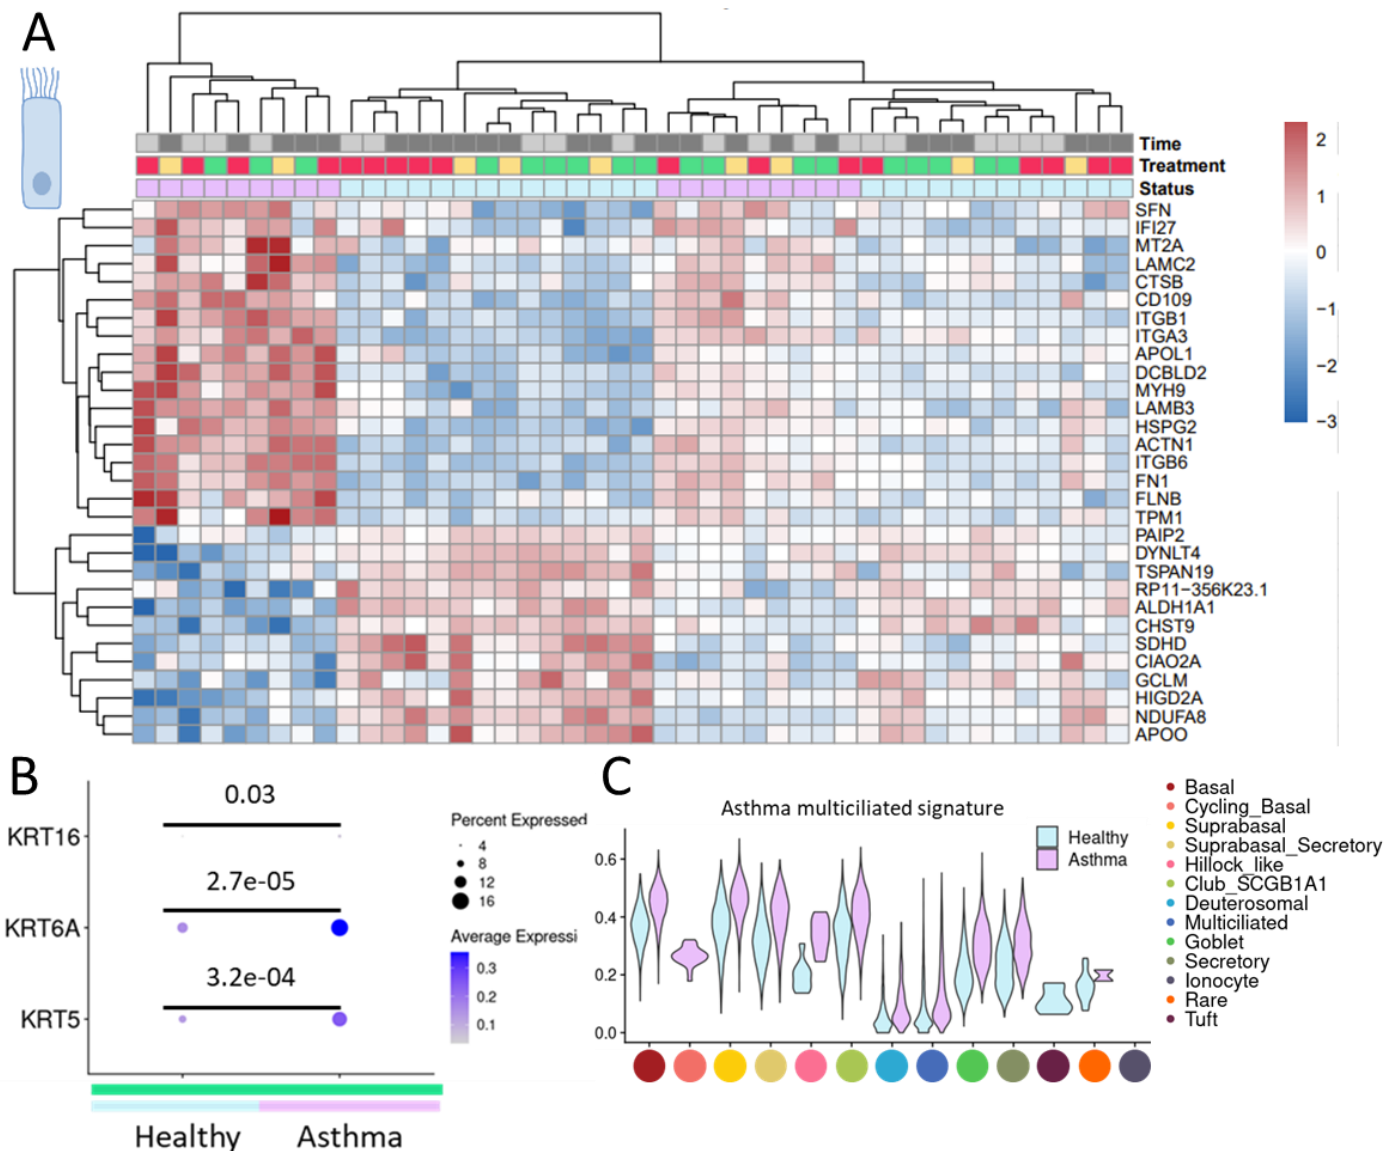 A
Time
Treatment
Status
SFN
IFI27
MT2A
LAMC2
CTSB
CD109
ITGB1
ITGA3
APOL1
DCBLD2
MYH9
LAMB3
HSPG2
ACTN1
ITGB6
FN1
FLNB
TPM1
PAIP2
DYNLT4
TSPAN19
RP11−356K23.1
ALDH1A1
CHST9
SDHD
CIAO2A
GCLM
HIGD2A
NDUFA8
APOO
2
1
0
−1
−2
−3
B
KRT16
KRT6A
KRT5
0.03
2.7e-05
3.2e-04
Healthy Asthma
Percent Expressed
4
8
12
16
Average Expressi
0.3
0.2
0.1
C
Asthma multiciliated signature
Healthy
Asthma
0.6
0.4
0.2
0.0
Basal
Cycling_Basal
Suprabasal
Suprabasal_Secretory
Hillock_like
Club_SCGB1A1
Deuterosomal
Multiciliated
Goblet
Secretory
Ionocyte
Rare
Tuft